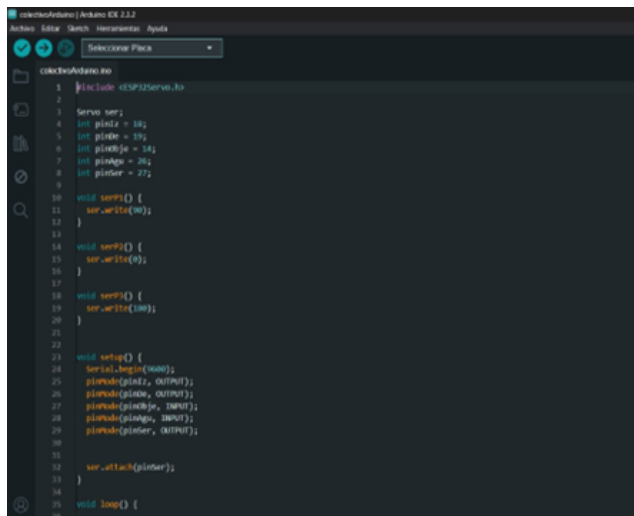 colectivoArduino | Arduino IDE 2.3.2
Archivo Editar Sketch Herramientas Ayuda
Seleccionar Placa
colectivoArduino.ino
1 #include <ESP32Servo.h>
2
3 Servo ser;
4 int pinIz = 18;
5 int pinDe = 19;
6 int pinObje = 14;
7 int pinAgu = 26;
8 int pinSer = 27;
9
10 void serP1() {
11 ser.write(90);
12 }
13
14 void serP2() {
15 ser.write(0);
16 }
17
18 void serP3() {
19 ser.write(180);
20 }
21
22
23 void setup() {
24 Serial.begin(9600);
25 pinMode(pinIz, OUTPUT);
26 pinMode(pinDe, OUTPUT);
27 pinMode(pinObje, INPUT);
28 pinMode(pinAgu, INPUT);
29 pinMode(pinSer, OUTPUT);
30
31
32 ser.attach(pinSer);
33 }
34
35 void loop() {